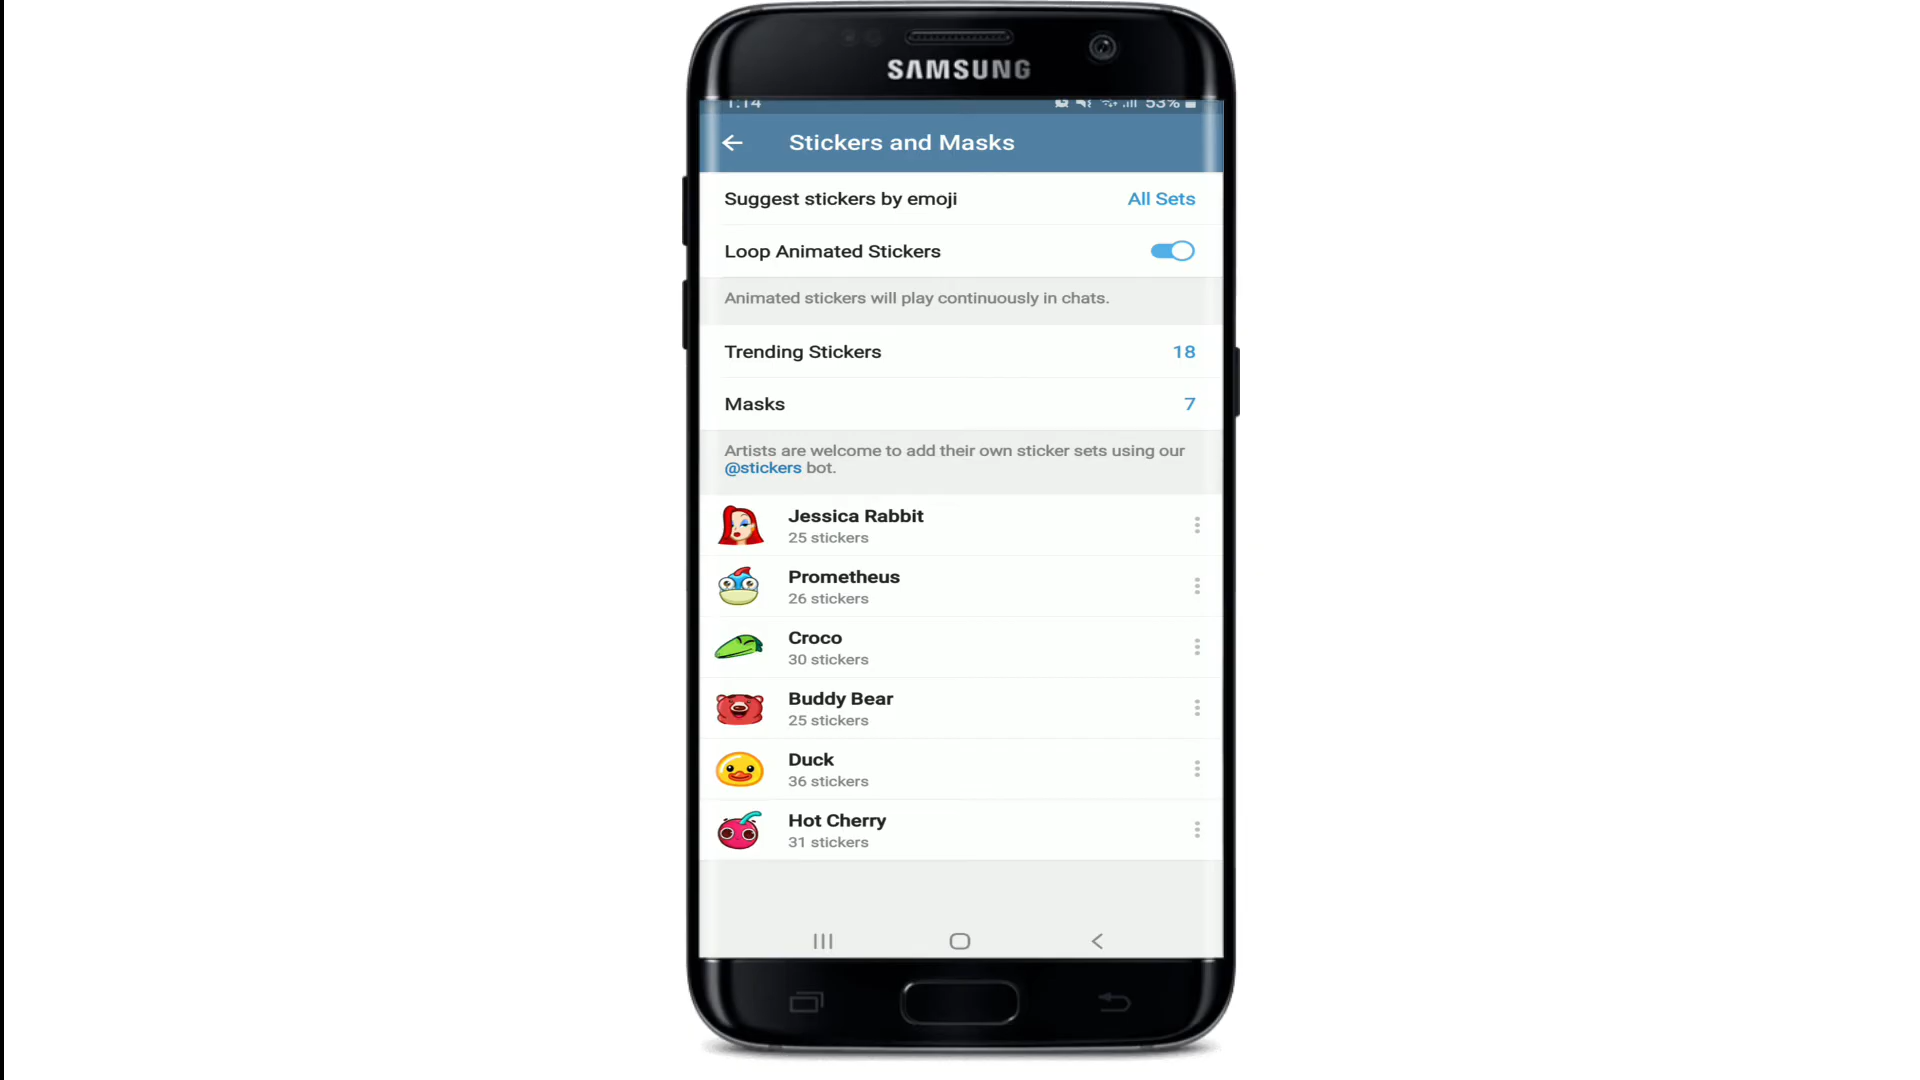 SAMSUNG
1:14 53%
Stickers and Masks
Suggest stickers by emoji All Sets
Loop Animated Stickers
Animated stickers will play continuously in chats.
Trending Stickers 18
Masks 7
Artists are welcome to add their own sticker sets using our
@stickers bot.
Jessica Rabbit
25 stickers
Prometheus
26 stickers
Croco
30 stickers
Buddy Bear
25 stickers
Duck
36 stickers
Hot Cherry
31 stickers